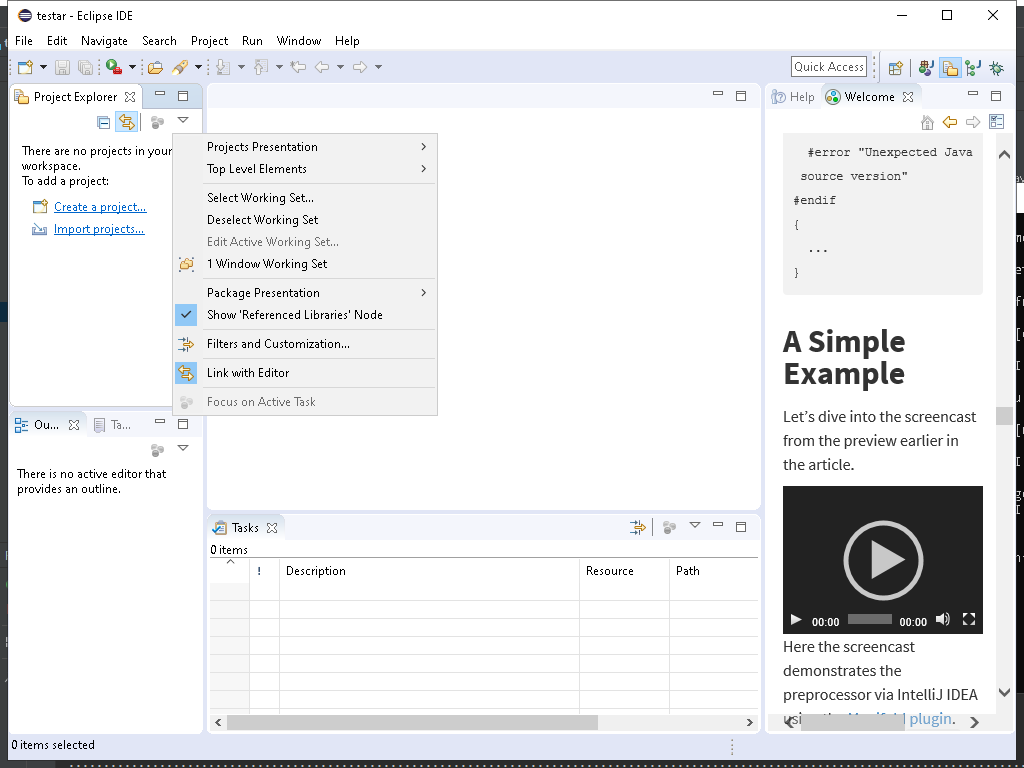 testar - Eclipse IDE
File Edit Navigate Search Project Run Window Help
Quick Access
Project Explorer
There are no projects in your
workspace.
To add a project:
Create a project...
Import projects...
Projects Presentation
Top Level Elements
Select Working Set...
Deselect Working Set
Edit Active Working Set...
1 Window Working Set
Package Presentation
Show 'Referenced Libraries' Node
Filters and Customization...
Link with Editor
Focus on Active Task
Ou... Ta...
There is no active editor that
provides an outline.
Tasks
0 items
! Description Resource Path
Help Welcome
#error "Unexpected Java
source version"
#endif
{
...
}
A Simple
Example
Let's dive into the screencast
from the preview earlier in
the article.
00:00 00:00
Here the screencast
demonstrates the
preprocessor via IntelliJ IDEA
plugin.
0 items selected